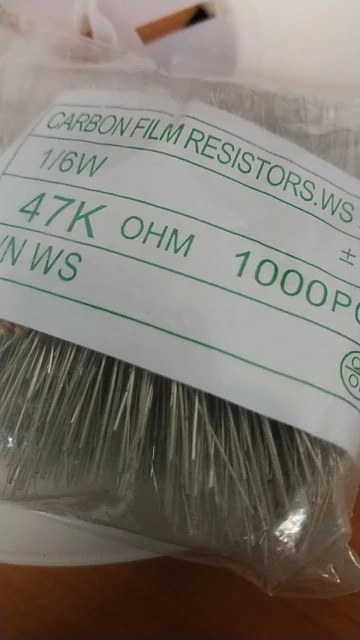 CARBON FILM RESISTORS.WS
1/6W ±
47K OHM 1000PC
/N WS